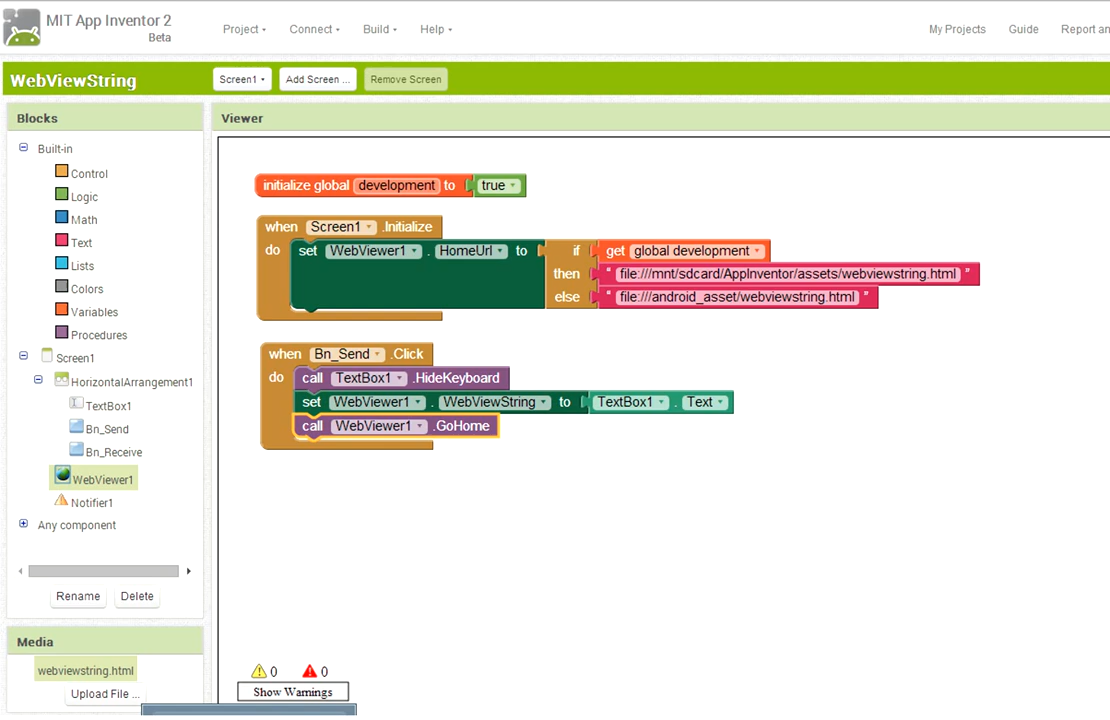 MIT App Inventor 2
Beta
Project Connect Build Help My Projects Guide Report an
WebViewString Screen1 Add Screen ... Remove Screen
Blocks
Built-in
Control
Logic
Math
Text
Lists
Colors
Variables
Procedures
Screen1
HorizontalArrangement1
TextBox1
Bn_Send
Bn_Receive
WebViewer1
Notifier1
Any component
Rename Delete
Media
webviewstring.html
Upload File ...
Viewer
initialize global development to true
when Screen1 .Initialize
do set WebViewer1 . HomeUrl to if get global development
then " file:///mnt/sdcard/AppInventor/assets/webviewstring.html "
else " file:///android_asset/webviewstring.html "
when Bn_Send .Click
do call TextBox1 .HideKeyboard
set WebViewer1 . WebViewString to TextBox1 . Text
call WebViewer1 .GoHome
0 0
Show Warnings